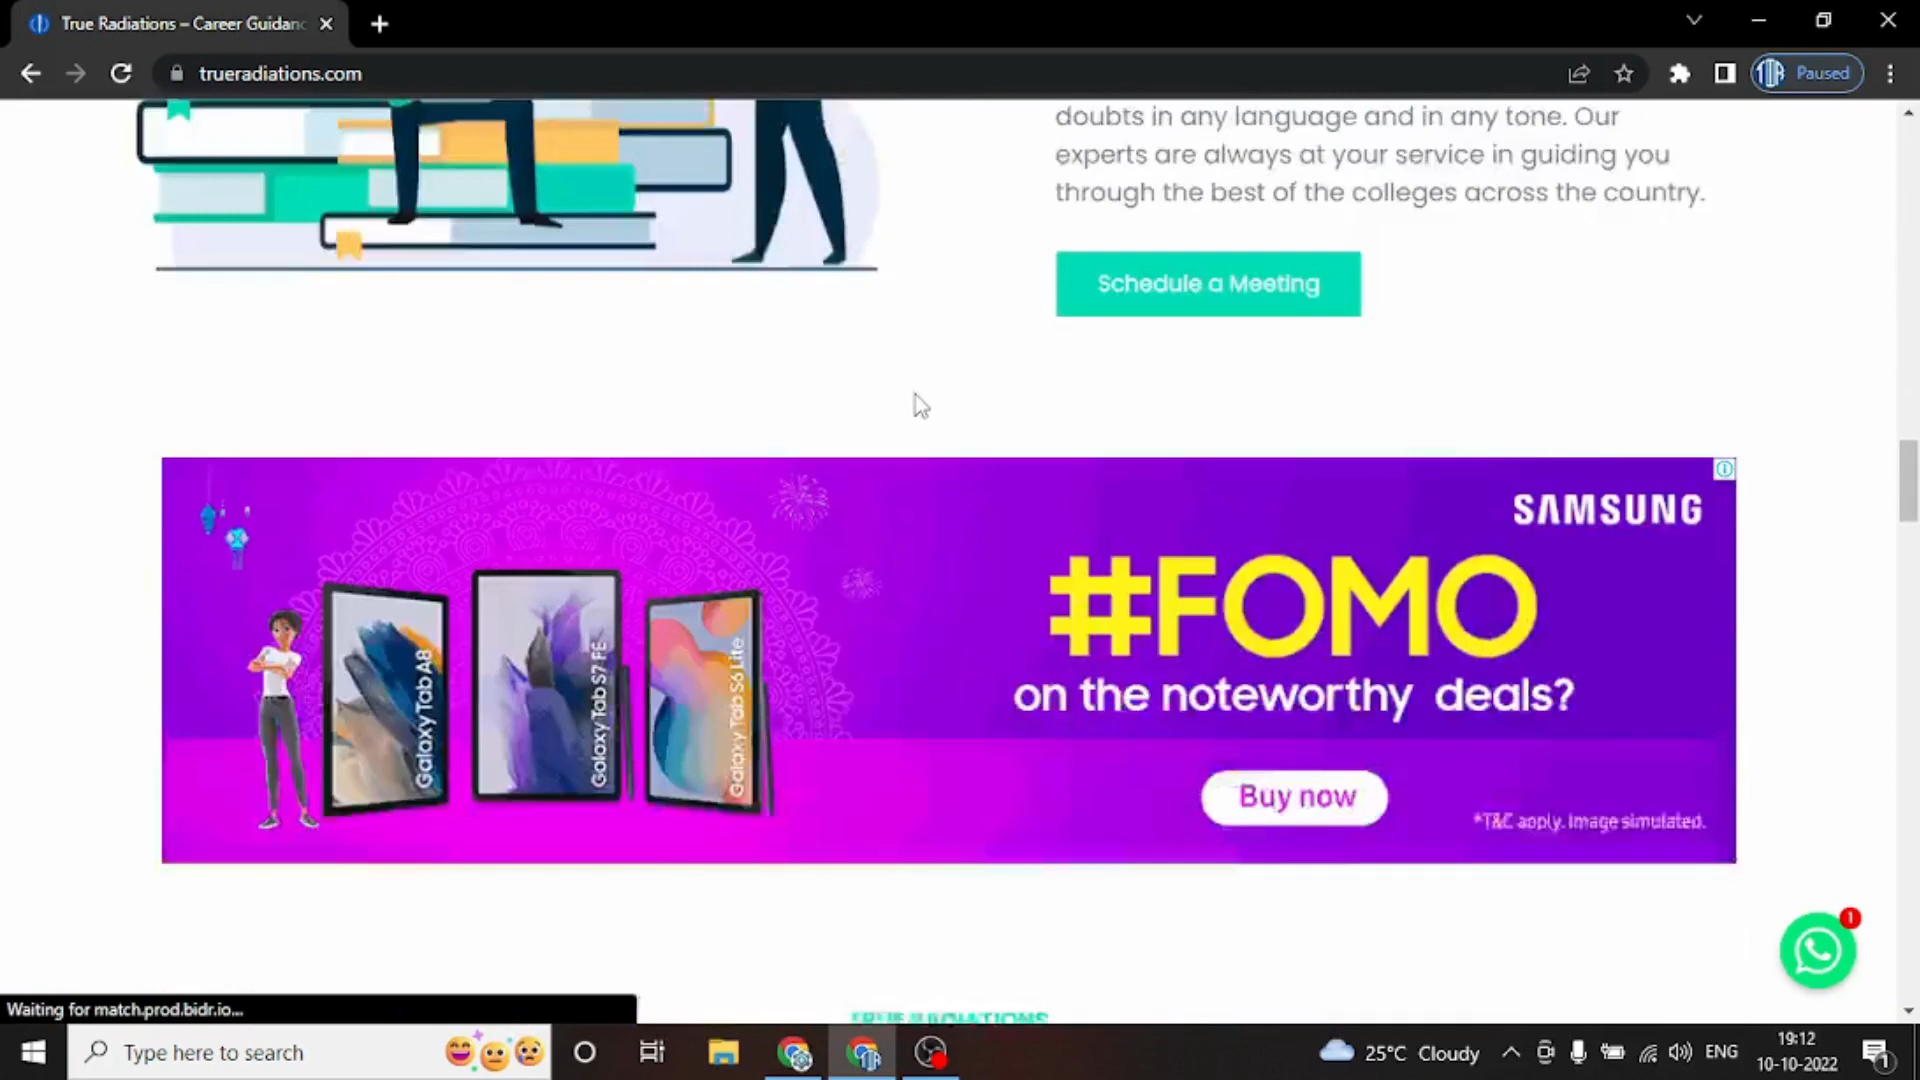 True Radiations – Career Guidanc
trueradiations.com
Paused
doubts in any language and in any tone. Our
experts are always at your service in guiding you
through the best of the colleges across the country.
Schedule a Meeting
SAMSUNG
#FOMO
on the noteworthy deals?
Galaxy Tab A8
Galaxy Tab S7 FE
Galaxy Tab S6 Lite
Buy now
*T&C apply. Image simulated.
1
Waiting for match.prod.bidr.io...
TRUE RADIATIONS
Type here to search
25°C Cloudy
ENG
19:12
10-10-2022
1